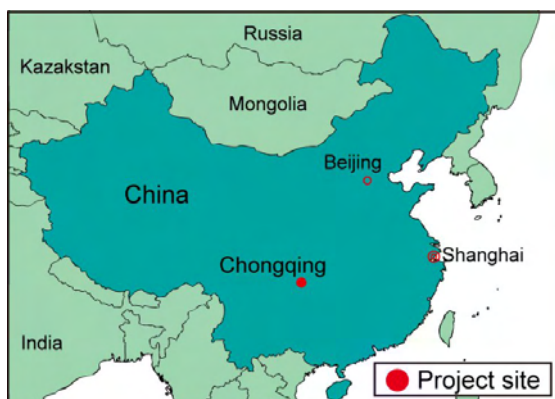 Russia
Kazakstan
Mongolia
Beijing
China
Shanghai
Chongqing
India
Project site